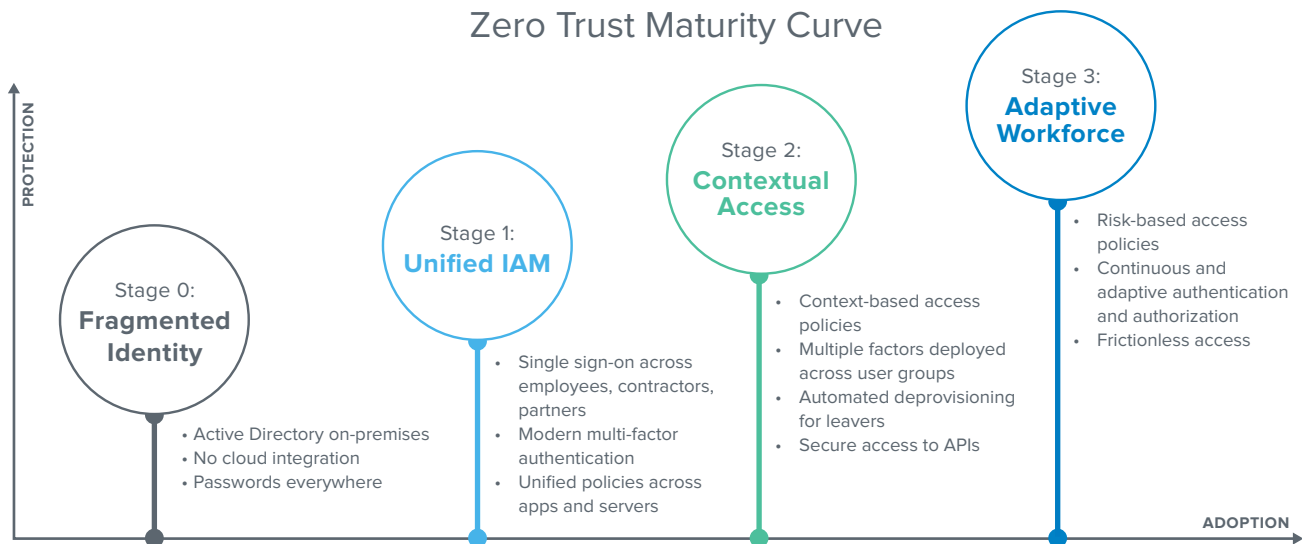 Zero Trust Maturity Curve
PROTECTION
Stage 0:
Fragmented
Identity
• Active Directory on-premises
• No cloud integration
• Passwords everywhere
Stage 1:
Unified IAM
• Single sign-on across
employees, contractors,
partners
• Modern multi-factor
authentication
• Unified policies across
apps and servers
Stage 2:
Contextual
Access
• Context-based access
policies
• Multiple factors deployed
across user groups
• Automated deprovisioning
for leavers
• Secure access to APIs
Stage 3:
Adaptive
Workforce
• Risk-based access
policies
• Continuous and
adaptive authentication
and authorization
• Frictionless access
ADOPTION